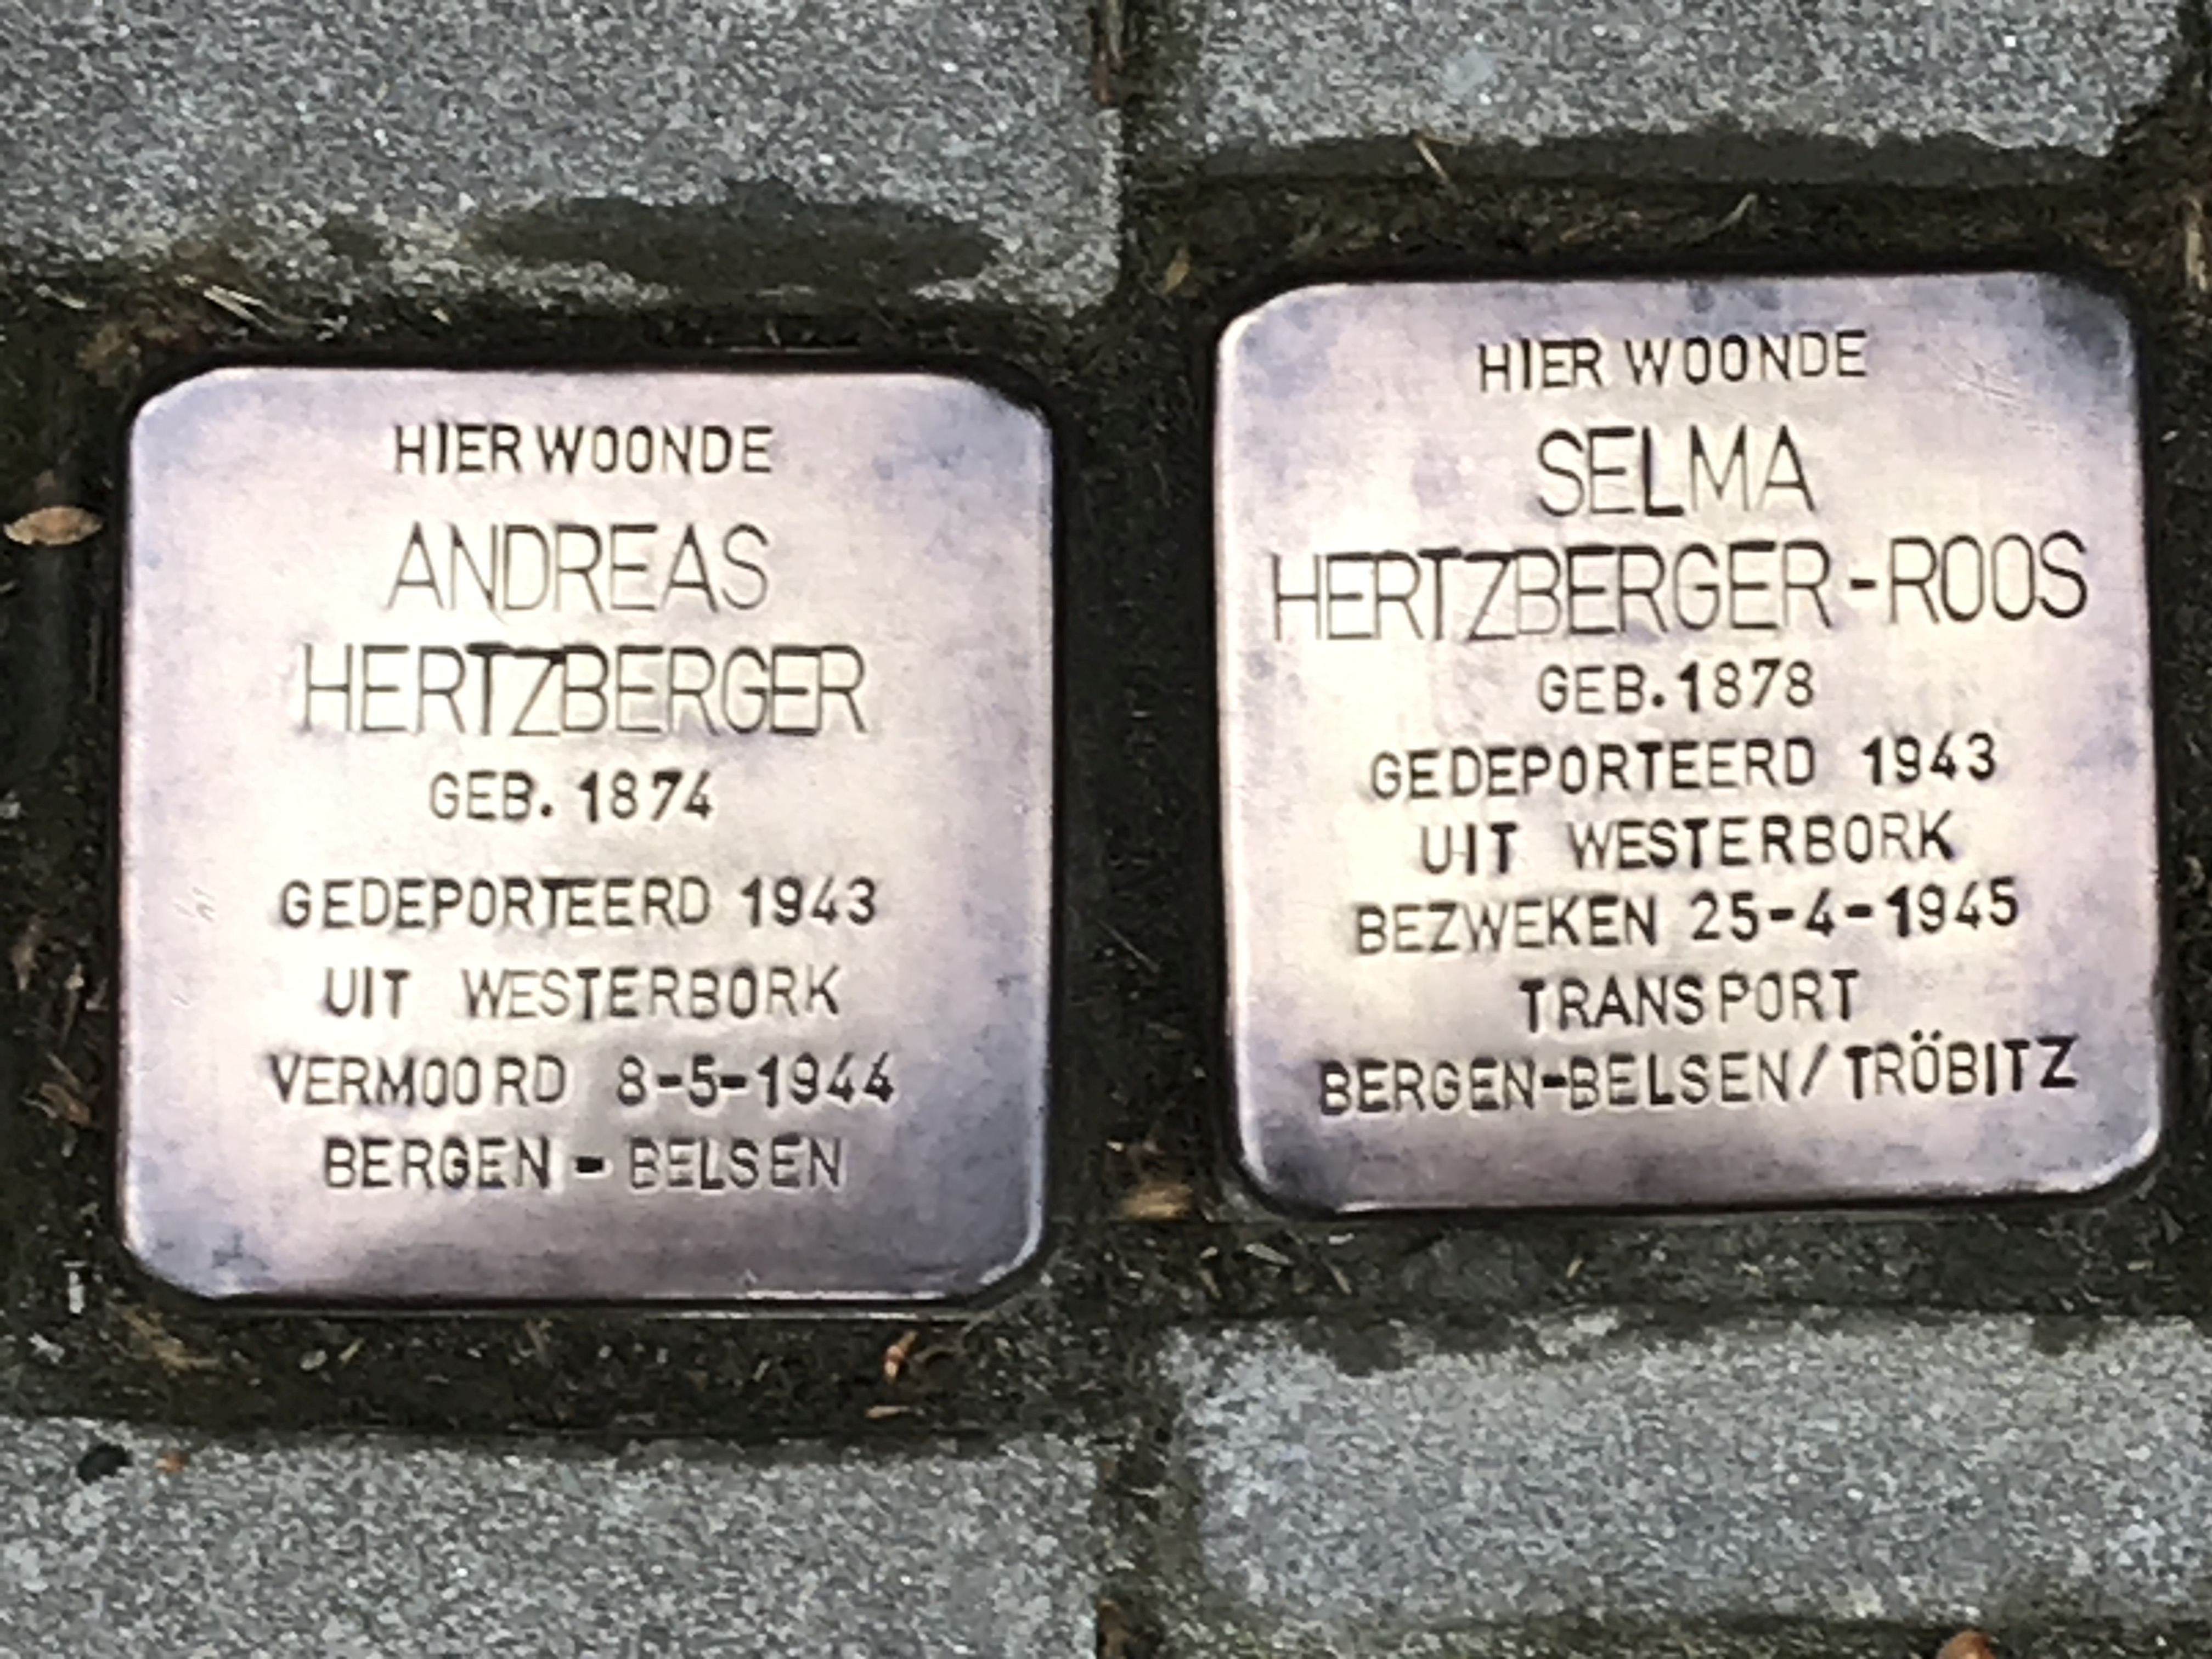 HIER WOONDE
ANDREAS
HERTZBERGER
GEB. 1874
GEDEPORTEERD 1943
UIT WESTERBORK
VERMOORD 8-5-1944
BERGEN - BELSEN
HIER WOONDE
SELMA
HERTZBERGER-ROOS
GEB. 1878
GEDEPORTEERD 1943
UIT WESTERBORK
BEZWEKEN 25-4-1945
TRANSPORT
BERGEN-BELSEN/TRÖBITZ